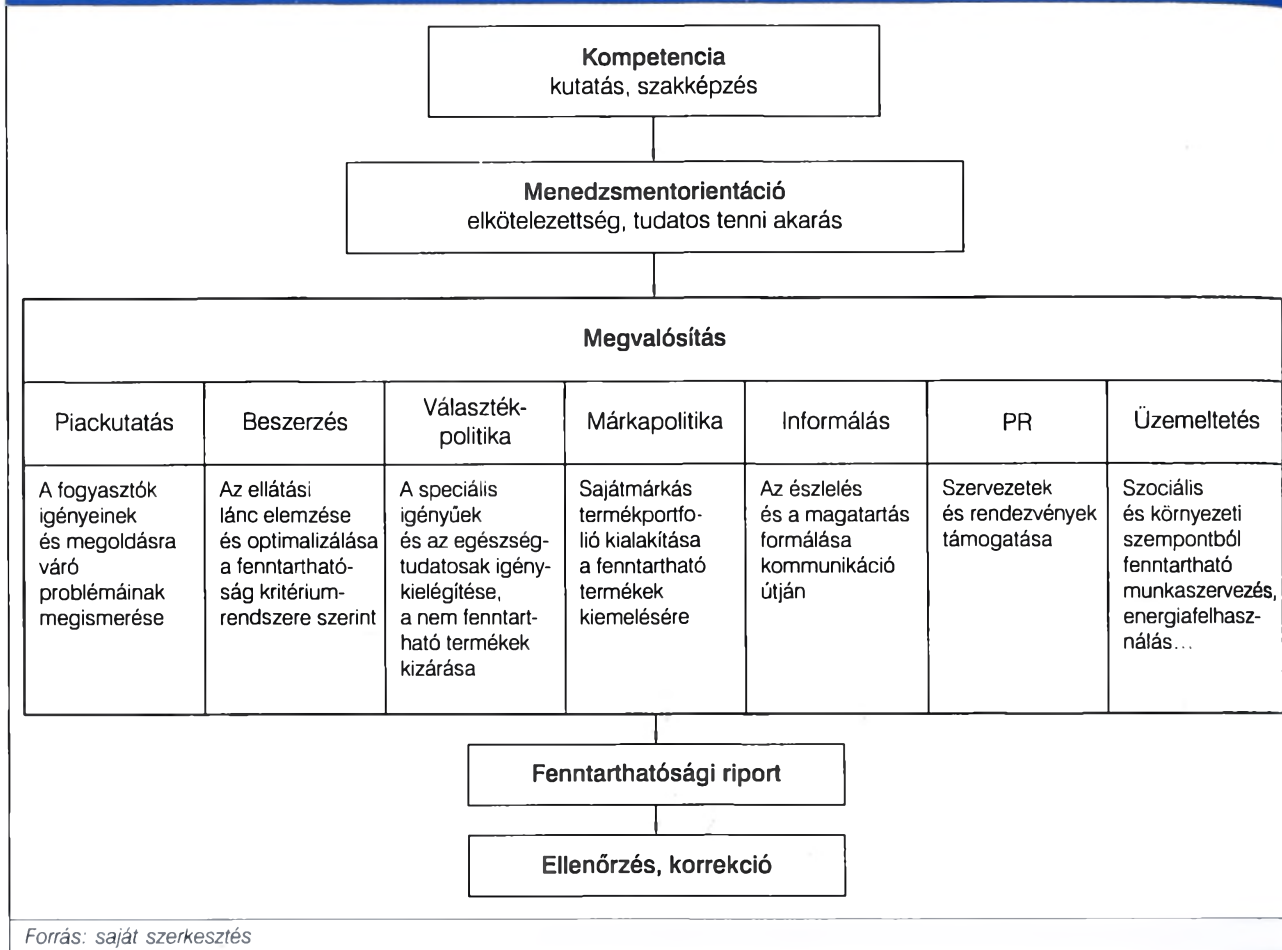 Kompetencia
kutatás, szakképzés
Menedzsmentorientáció
elkötelezettség, tudatos tenni akarás
Megvalósítás
Piackutatás
Beszerzés
Választék-
politika
Márkapolitika
Informálás
PR
Üzemeltetés
A fogyasztók
igényeinek
és megoldásra
váró
problémáinak
megismerése
Az ellátási
lánc elemzése
és optimalizálása
a fenntartható-
ság kritérium-
rendszere szerint
A speciális
igényűek
és az egészség-
tudatosak igény-
kielégítése,
a nem fenntart-
ható termékek
kizárása
Sajátmárkás
termékportfo-
lió kialakítása
a fenntartható
termékek
kiemelésére
Az észlelés
és a magatartás
formálása
kommunikáció
útján
Szervezetek
és rendezvények
támogatása
Szociális
és környezeti
szempontból
fenntartható
munkaszervezés,
energiafelhasz-
nálás...
Fenntarthatósági riport
Ellenőrzés, korrekció
Forrás: saját szerkesztés